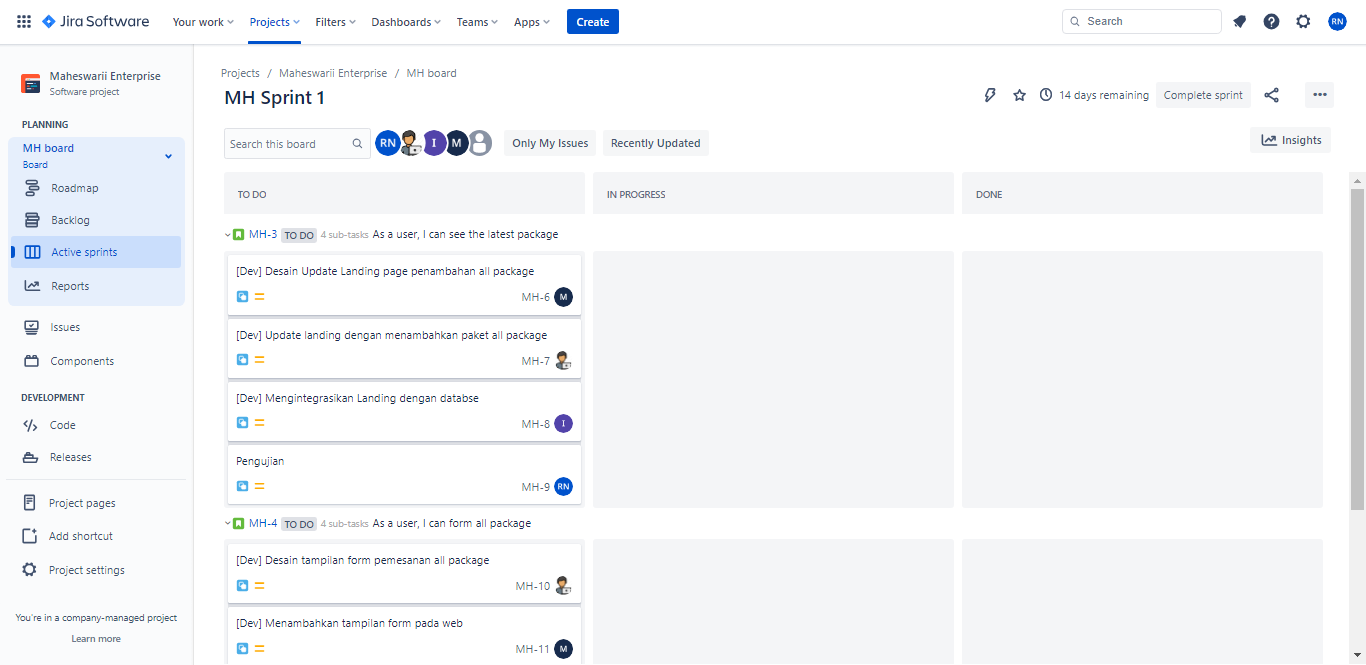 Jira Software Your work Projects Filters Dashboards Teams Apps Create Search RN
Maheswarii Enterprise
Software project
PLANNING
MH board
Board
Roadmap
Backlog
Active sprints
Reports
Issues
Components
DEVELOPMENT
Code
Releases
Project pages
Add shortcut
Project settings
You're in a company-managed project
Learn more
Projects / Maheswarii Enterprise / MH board
MH Sprint 1
14 days remaining Complete sprint
Search this board RN I M Only My Issues Recently Updated Insights
TO DO IN PROGRESS DONE
MH-3 TO DO 4 sub-tasks As a user, I can see the latest package
[Dev] Desain Update Landing page penambahan all package
MH-6 M
[Dev] Update landing dengan menambahkan paket all package
MH-7
[Dev] Mengintegrasikan Landing dengan databse
MH-8 I
Pengujian
MH-9 RN
MH-4 TO DO 4 sub-tasks As a user, I can form all package
[Dev] Desain tampilan form pemesanan all package
MH-10
[Dev] Menambahkan tampilan form pada web
MH-11 M